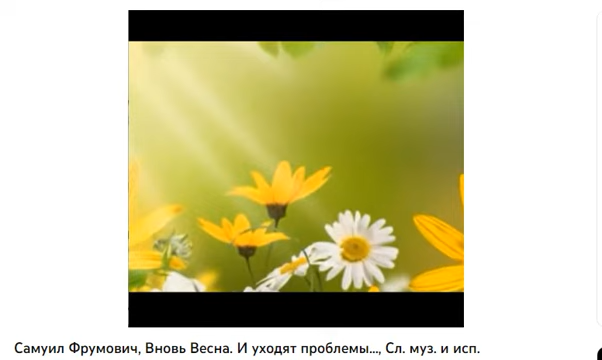 Самуил Фрумович, Вновь Весна. И уходят проблемы..., Сл. муз. и исп.